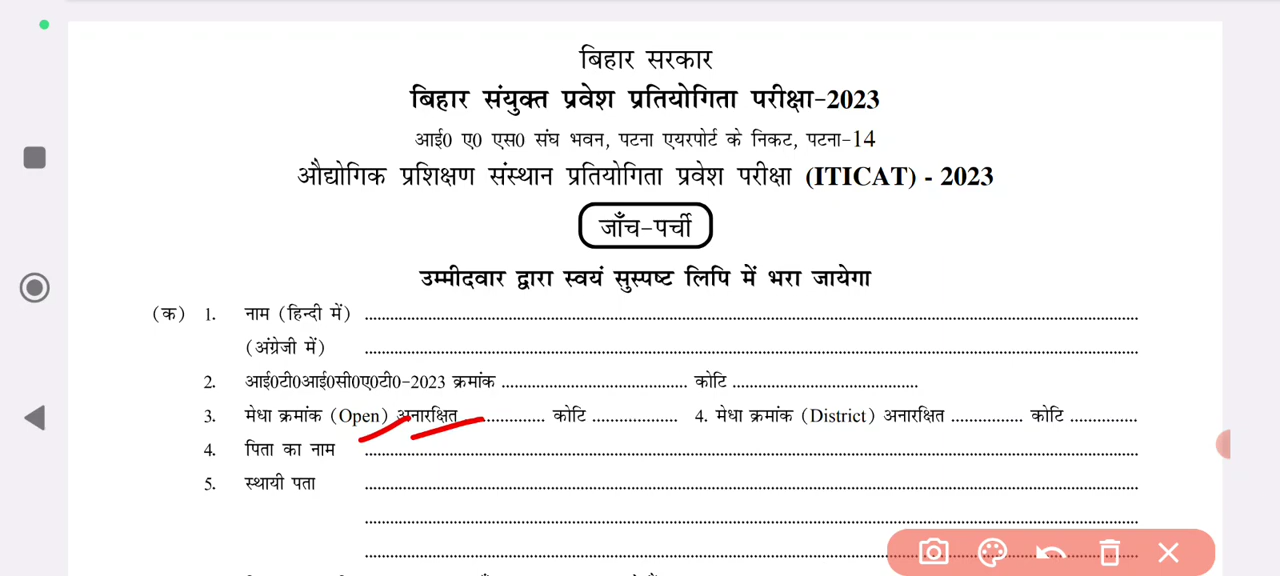 बिहार सरकार
बिहार संयुक्त प्रवेश प्रतियोगिता परीक्षा-2023
आई0 ए0 एस0 संघ भवन, पटना एयरपोर्ट के निकट, पटना-14
औद्योगिक प्रशिक्षण संस्थान प्रतियोगिता प्रवेश परीक्षा (ITICAT) - 2023
जाँच-पर्ची
उम्मीदवार द्वारा स्वयं सुस्पष्ट लिपि में भरा जायेगा
(क) 1. नाम (हिन्दी में) ....................
(अंग्रेजी में) ....................
2. आई0टी0आई0सी0ए0टी0-2023 क्रमांक .................... कोटि ....................
3. मेधा क्रमांक (Open) अनारक्षित .................... कोटि .................... 4. मेधा क्रमांक (District) अनारक्षित .................... कोटि ....................
4. पिता का नाम ....................
5. स्थायी पता ....................
....................
....................